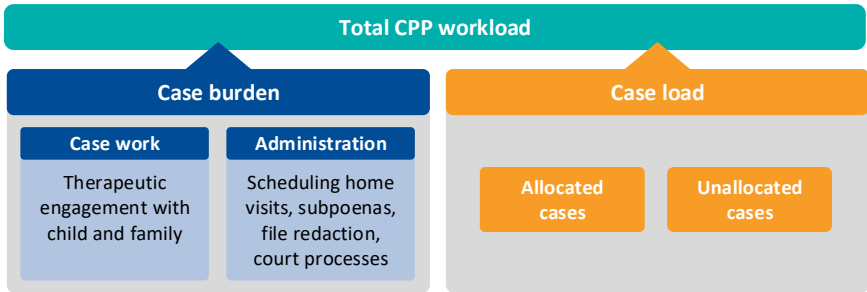 Total CPP workload
Case burden
Case work
Therapeutic
engagement with
child and family
Administration
Scheduling home
visits, subpoenas,
file redaction,
court processes
Case load
Allocated
cases
Unallocated
cases